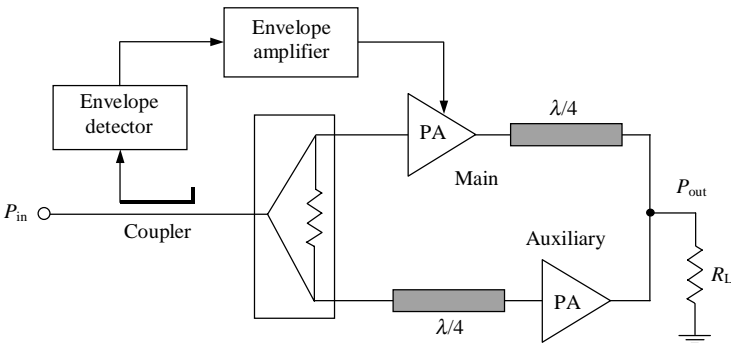 Envelope
amplifier
Envelope
detector
λ/4
PA
Main
P_in
Coupler
P_out
Auxiliary
R_L
PA
λ/4